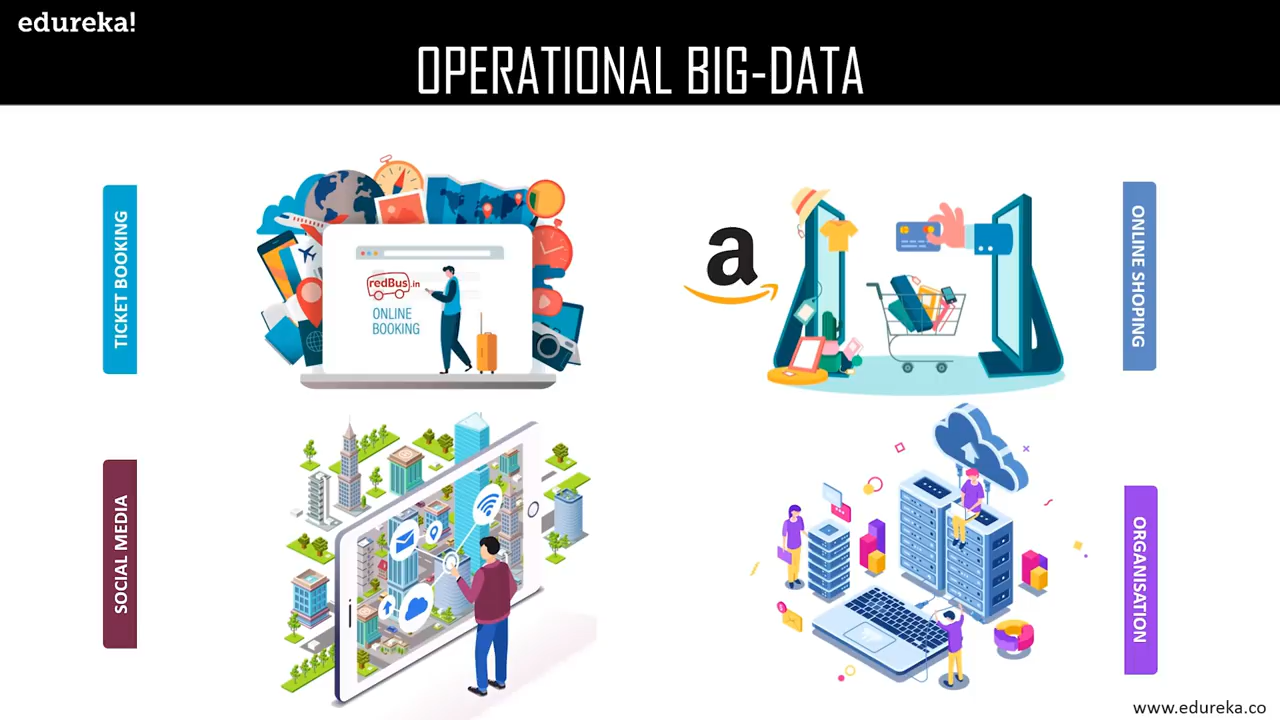 edureka!
OPERATIONAL BIG-DATA
TICKET BOOKING
redBus.in
ONLINE
BOOKING
a
ONLINE SHOPING
SOCIAL MEDIA
ORGANISATION
www.edureka.co